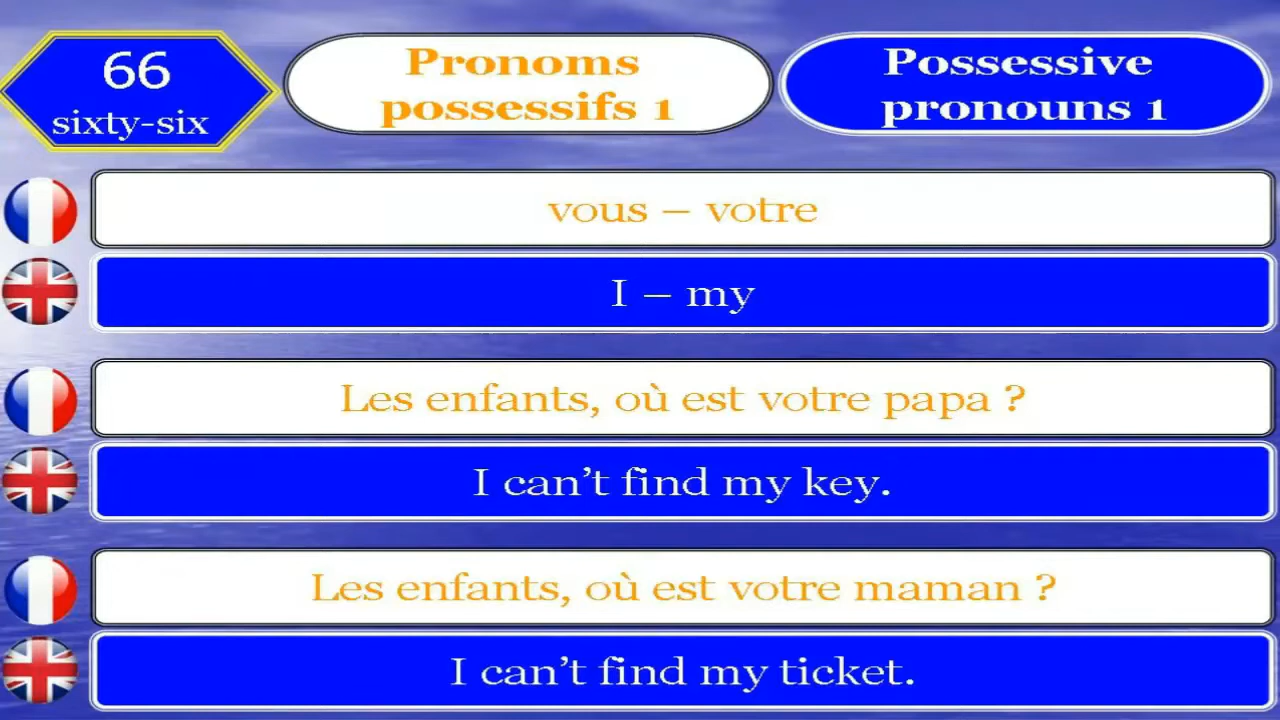 66
sixty-six
Pronoms
possessifs 1
Possessive
pronouns 1
vous – votre
I – my
Les enfants, où est votre papa ?
I can’t find my key.
Les enfants, où est votre maman ?
I can’t find my ticket.